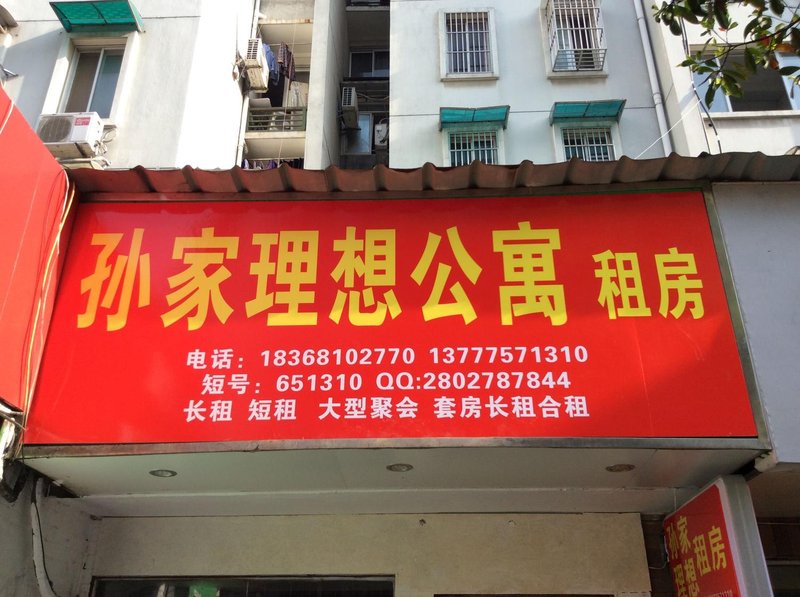 孙家理想公寓 租房
电话：18368102770 13777571310
短号：651310 QQ:2802787844
长租 短租 大型聚会 套房长租合租
孙家
理想租房